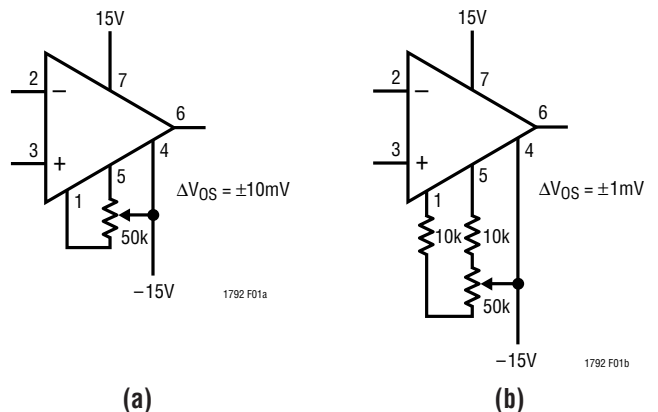 15V
2
−
7
6
3
+
4
5
1
ΔVOS = ±10mV
50k
−15V
1792 F01a
(a)
15V
2
−
7
6
3
+
4
5
1
ΔVOS = ±1mV
10k
10k
50k
−15V
1792 F01b
(b)